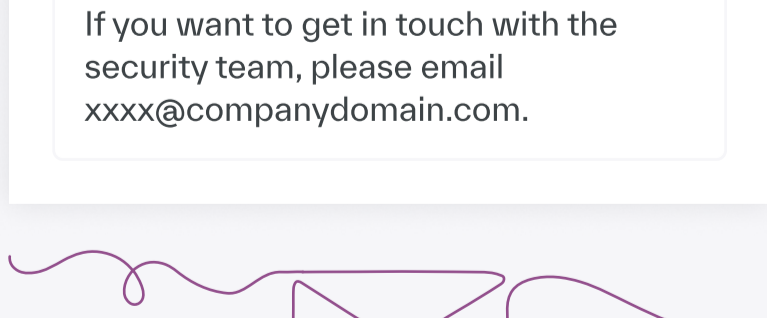 If you want to get in touch with the
security team, please email
xxxx@companydomain.com.